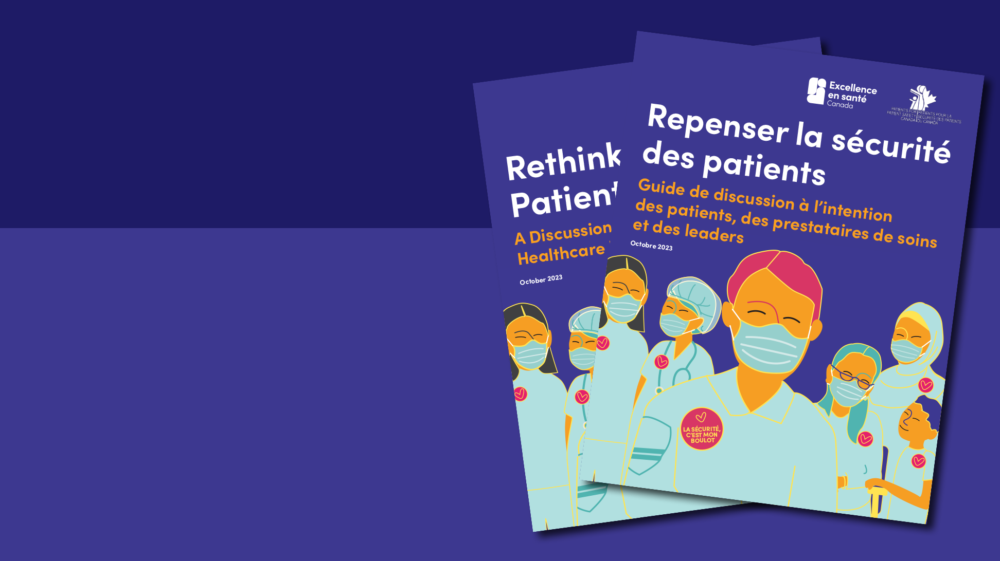 Rethink
Patient
A Discussion
Healthcare
October 2023
Excellence
en santé
Canada
PATIENTS FOR PATIENTS POUR LA
PATIENT SAFETY SÉCURITÉ DES PATIENTS
CANADA DU CANADA
Repenser la sécurité
des patients
Guide de discussion à l’intention
des patients, des prestataires de soins
et des leaders
Octobre 2023
LA SÉCURITÉ,
C’EST MON
BOULOT